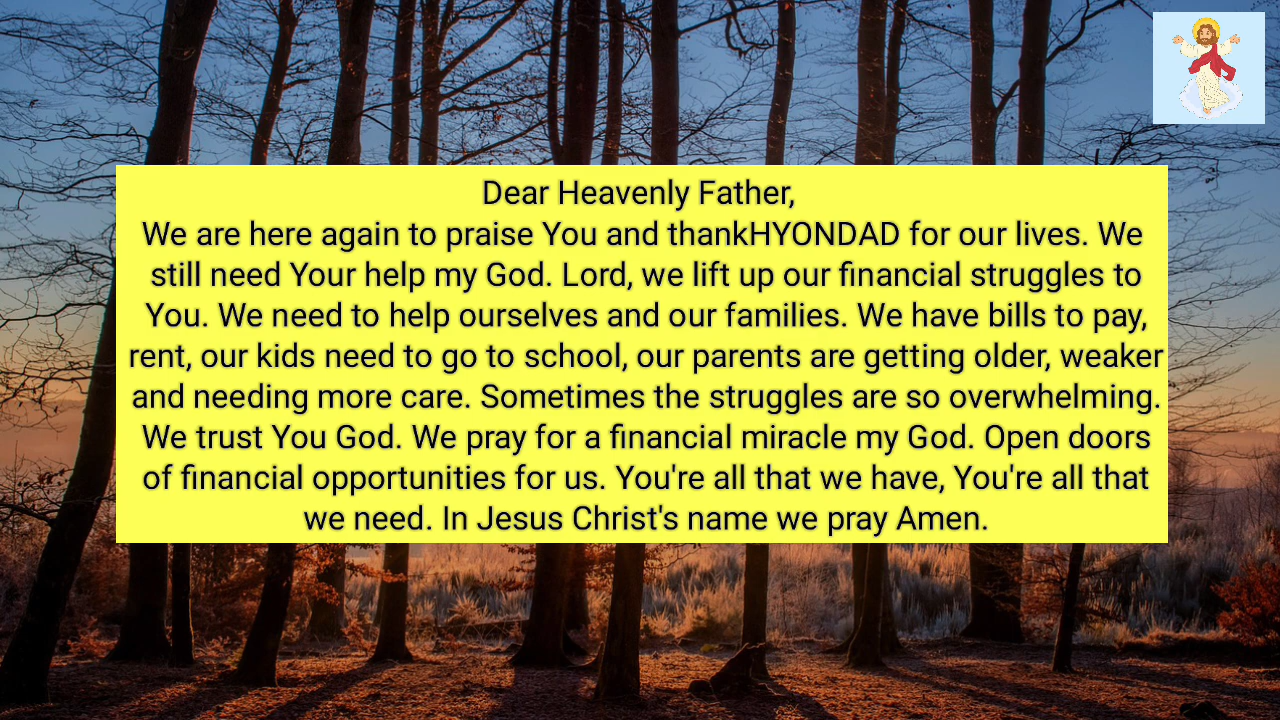 Dear Heavenly Father,
We are here again to praise You and thankHYONDAD for our lives. We
still need Your help my God. Lord, we lift up our financial struggles to
You. We need to help ourselves and our families. We have bills to pay,
rent, our kids need to go to school, our parents are getting older, weaker
and needing more care. Sometimes the struggles are so overwhelming.
We trust You God. We pray for a financial miracle my God. Open doors
of financial opportunities for us. You're all that we have, You're all that
we need. In Jesus Christ's name we pray Amen.